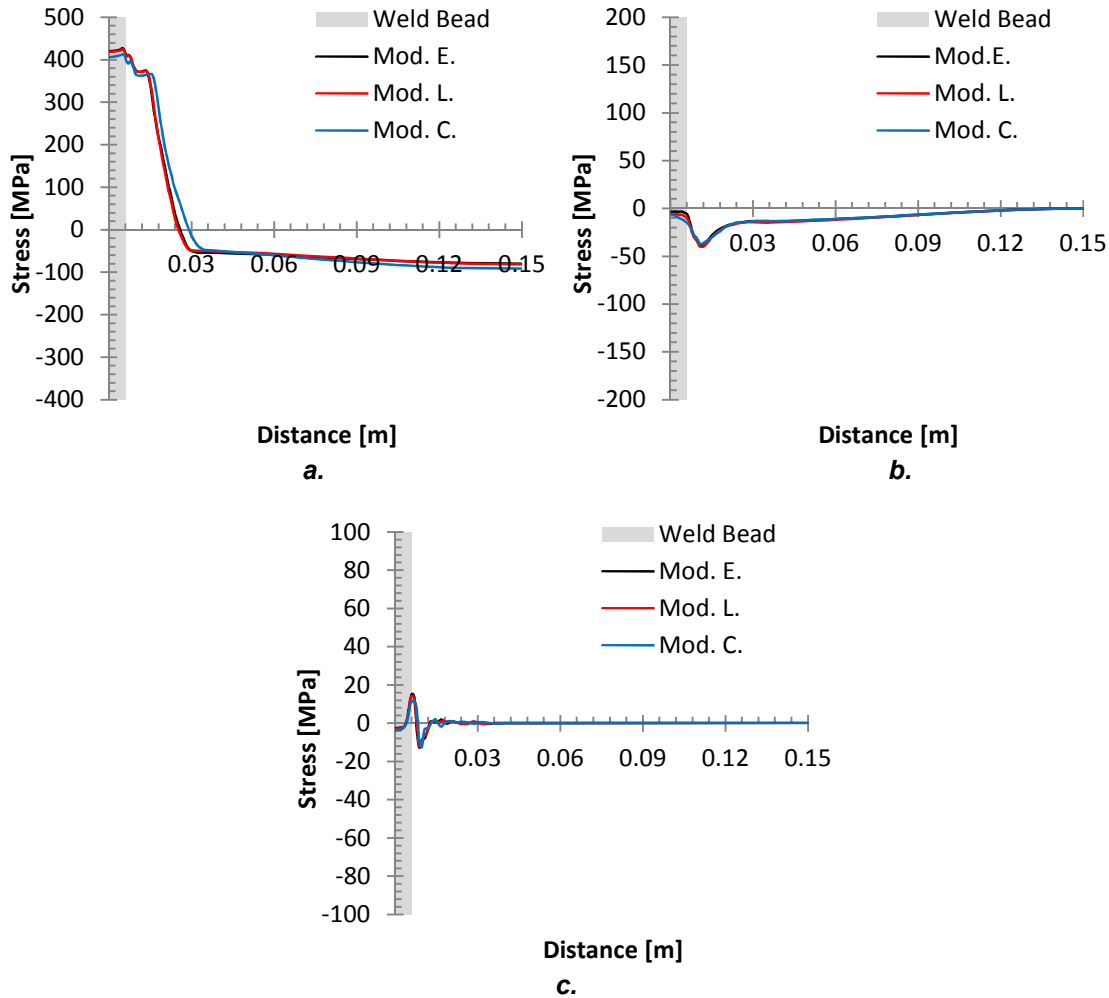 500
400
300
200
100
0
-100
-200
-300
-400
Stress [MPa]
0.03 0.06 0.09 0.12 0.15
Weld Bead
Mod. E.
Mod. L.
Mod. C.
Distance [m]
a.
200
150
100
50
0
-50
-100
-150
-200
Stress [MPa]
0.03 0.06 0.09 0.12 0.15
Weld Bead
Mod.E.
Mod. L.
Mod. C.
Distance [m]
b.
100
80
60
40
20
0
-20
-40
-60
-80
-100
Stress [MPa]
0.03 0.06 0.09 0.12 0.15
Weld Bead
Mod. E.
Mod. L.
Mod. C.
Distance [m]
c.